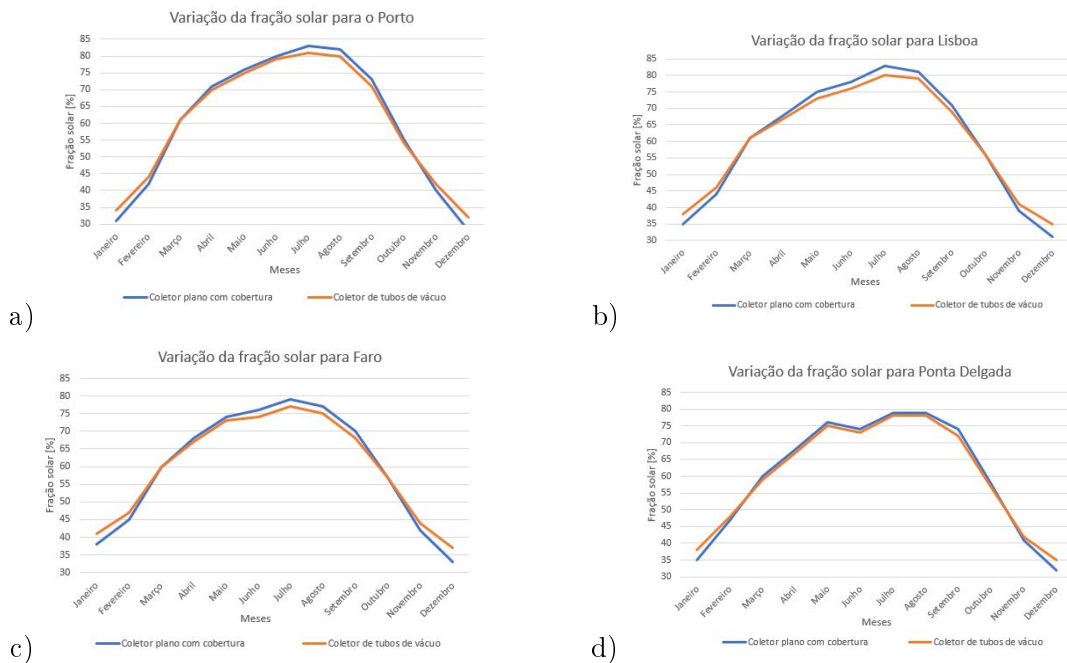 Variação da fração solar para o Porto
Fração solar [%]
85
80
75
70
65
60
55
50
45
40
35
30
Janeiro
Fevereiro
Março
Abril
Maio
Junho
Julho
Agosto
Setembro
Outubro
Novembro
Dezembro
Meses
Coletor plano com cobertura
Coletor de tubos de vácuo
a)
Variação da fração solar para Lisboa
Fração solar [%]
85
80
75
70
65
60
55
50
45
40
35
30
Janeiro
Fevereiro
Março
Abril
Maio
Junho
Julho
Agosto
Setembro
Outubro
Novembro
Dezembro
Meses
Coletor plano com cobertura
Coletor de tubos de vácuo
b)
Variação da fração solar para Faro
Fração solar [%]
85
80
75
70
65
60
55
50
45
40
35
30
Janeiro
Fevereiro
Março
Abril
Maio
Junho
Julho
Agosto
Setembro
Outubro
Novembro
Dezembro
Meses
Coletor plano com cobertura
Coletor de tubos de vácuo
c)
Variação da fração solar para Ponta Delgada
Fração solar [%]
85
80
75
70
65
60
55
50
45
40
35
30
Janeiro
Fevereiro
Março
Abril
Maio
Junho
Julho
Agosto
Setembro
Outubro
Novembro
Dezembro
Meses
Coletor plano com cobertura
Coletor de tubos de vácuo
d)